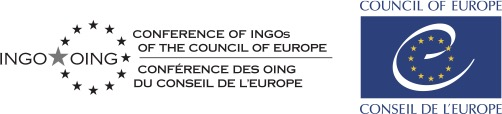 INGO OING
CONFERENCE OF INGOs
OF THE COUNCIL OF EUROPE
CONFÉRENCE DES OING
DU CONSEIL DE L'EUROPE
COUNCIL OF EUROPE
CONSEIL DE L'EUROPE